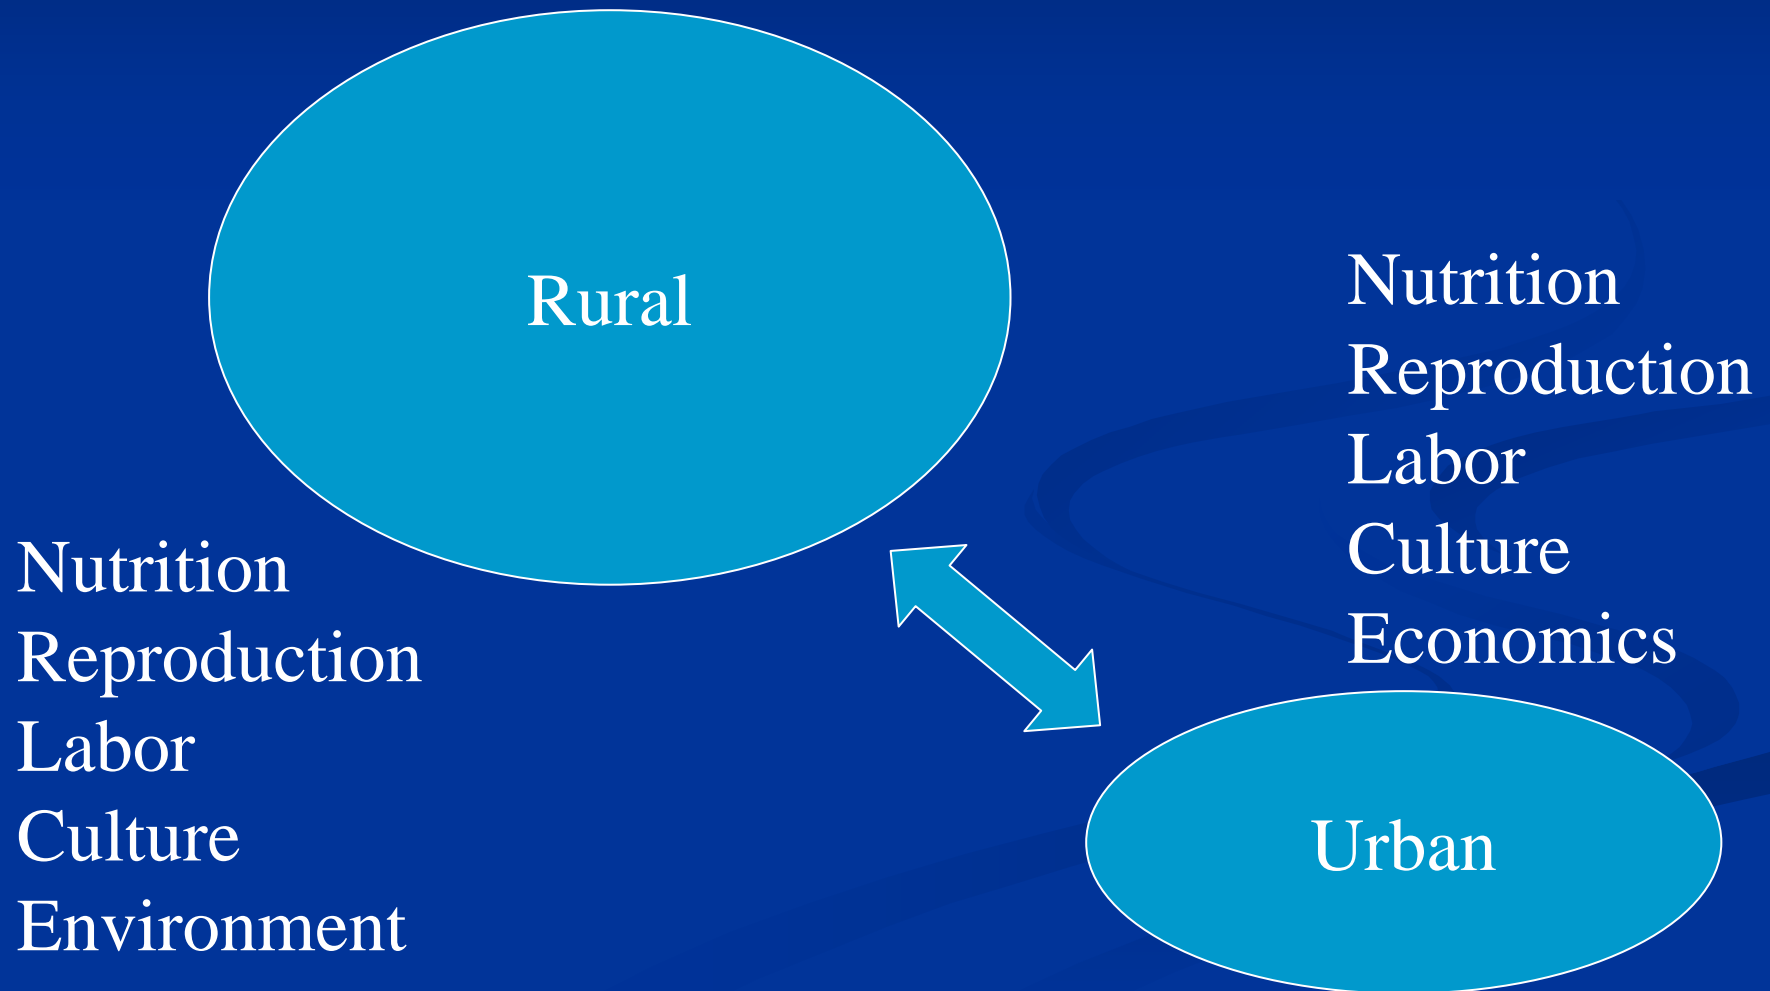 Rural
Nutrition
Reproduction
Labor
Culture
Environment
Nutrition
Reproduction
Labor
Culture
Economics
Urban